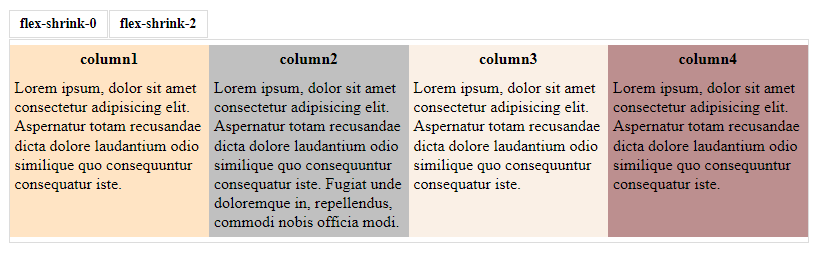 flex-shrink-0 flex-shrink-2
column1
Lorem ipsum, dolor sit amet
consectetur adipisicing elit.
Aspernatur totam recusandae
dicta dolore laudantium odio
similique quo consequuntur
consequatur iste.
column2
Lorem ipsum, dolor sit amet
consectetur adipisicing elit.
Aspernatur totam recusandae
dicta dolore laudantium odio
similique quo consequuntur
consequatur iste. Fugiat unde
doloremque in, repellendus,
commodi nobis officia modi.
column3
Lorem ipsum, dolor sit amet
consectetur adipisicing elit.
Aspernatur totam recusandae
dicta dolore laudantium odio
similique quo consequuntur
consequatur iste.
column4
Lorem ipsum, dolor sit amet
consectetur adipisicing elit.
Aspernatur totam recusandae
dicta dolore laudantium odio
similique quo consequuntur
consequatur iste.